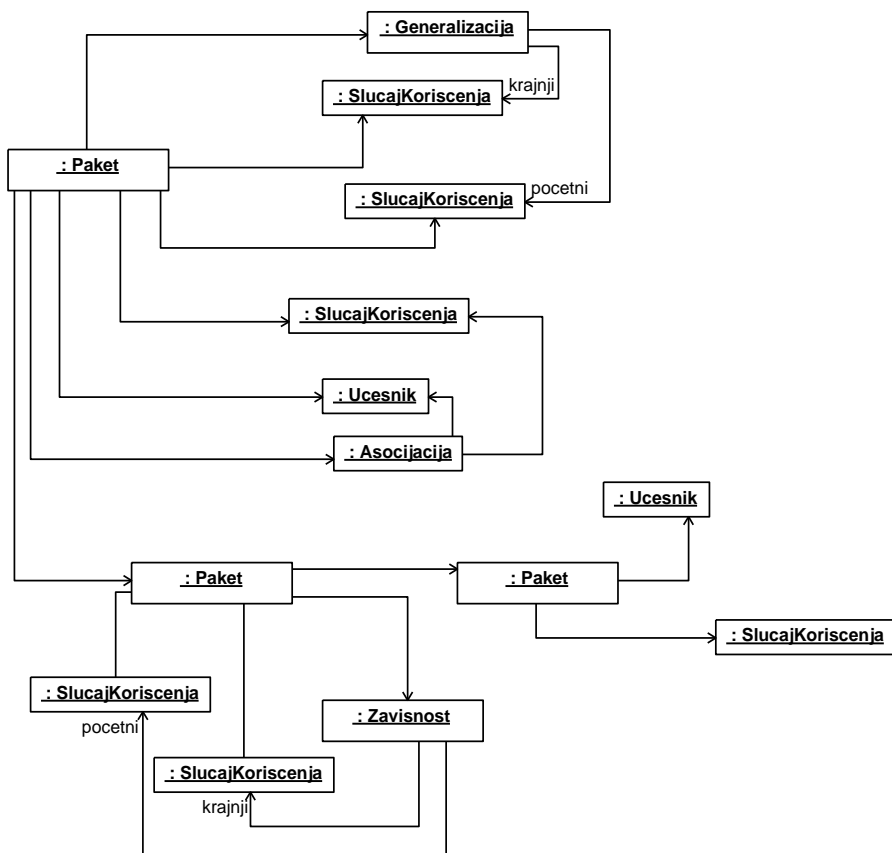 : Generalizacija
krajnji
: SlucajKoriscenja
: Paket
pocetni
: SlucajKoriscenja
: SlucajKoriscenja
: Ucesnik
: Asocijacija
: Ucesnik
: Paket
: Paket
: SlucajKoriscenja
: SlucajKoriscenja
pocetni
: Zavisnost
: SlucajKoriscenja
krajnji